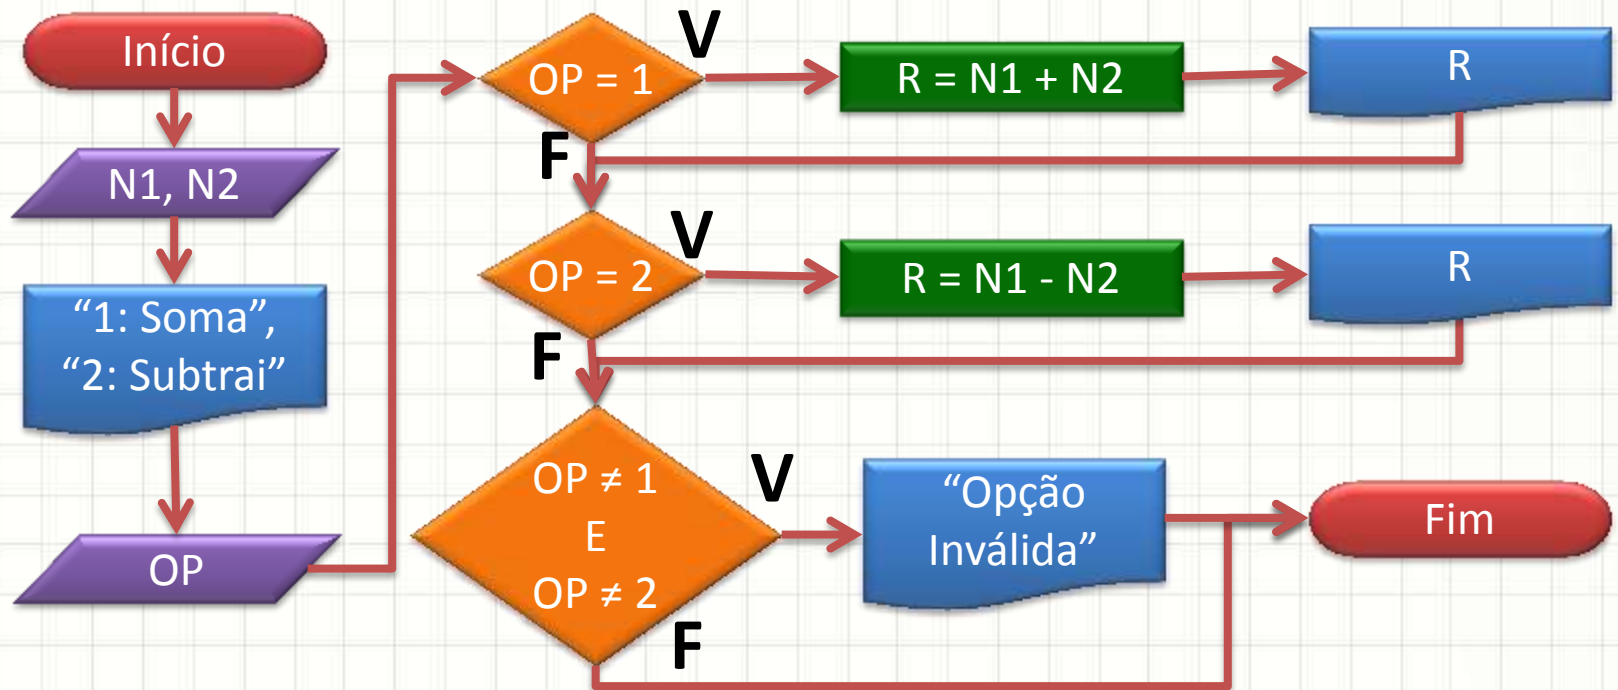 Início
N1, N2
“1: Soma”,
“2: Subtrai”
OP
OP = 1
V
R = N1 + N2
R
F
OP = 2
V
R = N1 - N2
R
F
OP ≠ 1
E
OP ≠ 2
V
“Opção
Inválida”
Fim
F